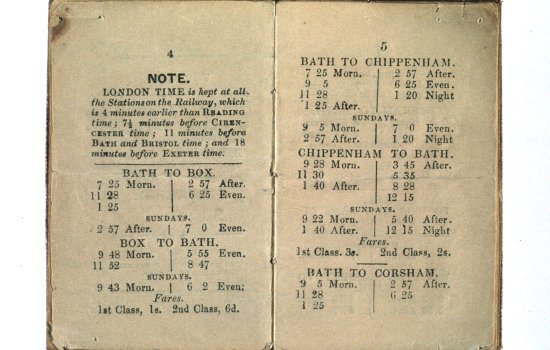 4
NOTE.
LONDON TIME is kept at all
the Stations on the Railway, which
is 4 minutes earlier than READING
time; 7½ minutes before CIREN-
CESTER time; 11 minutes before
BATH and BRISTOL time; and 18
minutes before EXETER time.
BATH TO BOX.
7 25 Morn. 2 57 After.
11 28 6 25 Even.
1 25
SUNDAYS.
2 57 After. 7 0 Even.
BOX TO BATH.
9 48 Morn. 5 55 Even.
11 52 8 47
SUNDAYS.
9 43 Morn. 6 2 Even.
Fares.
1st Class, 1s. 2nd Class, 6d.
5
BATH TO CHIPPENHAM.
7 25 Morn. 2 57 After.
9 5 6 25 Even.
11 28 1 20 Night
1 25 After.
SUNDAYS.
9 5 Morn. 7 0 Even.
2 57 After. 1 20 Night
CHIPPENHAM TO BATH.
9 28 Morn. 3 45 After.
11 30 5 35
1 40 After. 8 28
12 15
SUNDAYS.
9 22 Morn. 5 40 After.
1 40 After. 12 15 Night
Fares.
1st Class. 3s. 2nd Class, 2s.
BATH TO CORSHAM.
9 5 Morn. 2 57 After.
11 28 6 25
1 25